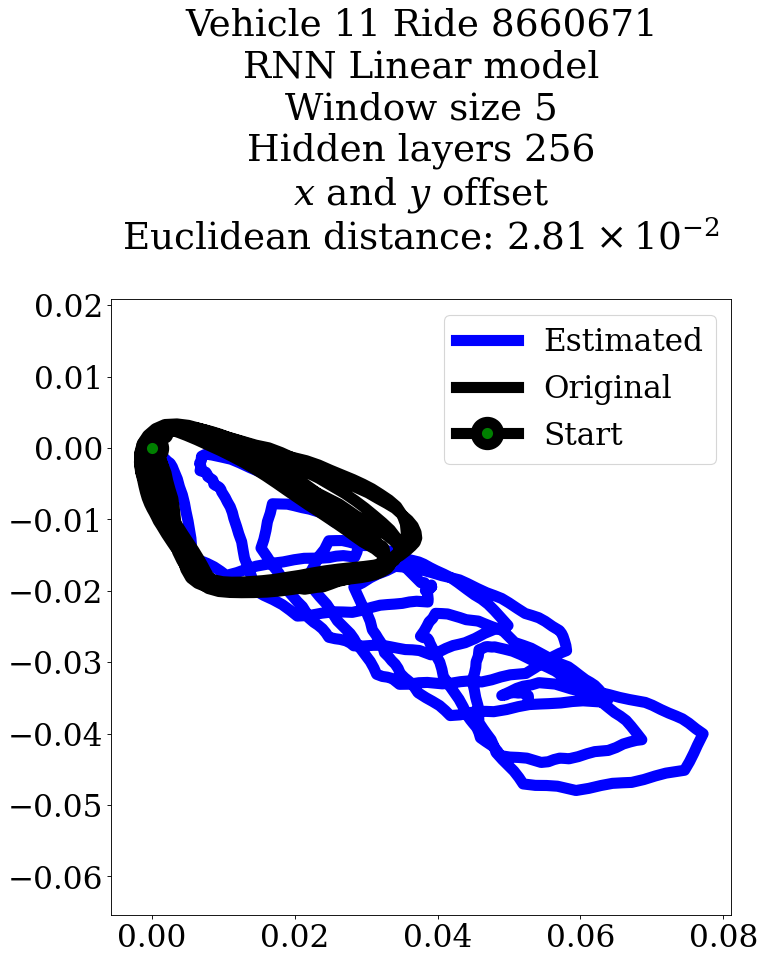 Vehicle 11 Ride 8660671
RNN Linear model
Window size 5
Hidden layers 256
x and y offset
Euclidean distance: 2.81 × 10⁻²
Estimated
Original
Start
0.02
0.01
0.00
−0.01
−0.02
−0.03
−0.04
−0.05
−0.06
0.00 0.02 0.04 0.06 0.08